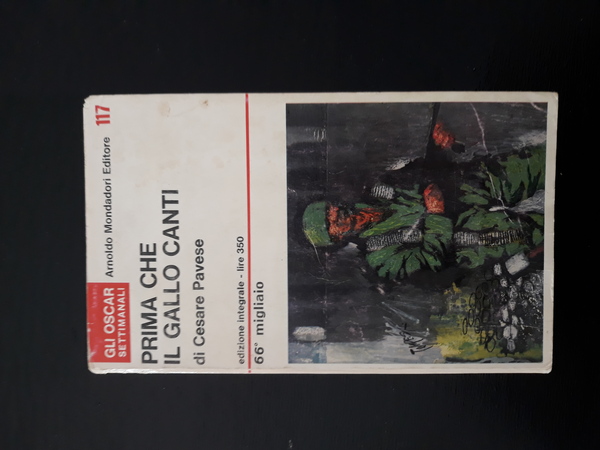 GLI OSCAR
SETTIMANALI
Arnoldo Mondadori Editore 117
PRIMA CHE
IL GALLO CANTI
di Cesare Pavese
edizione integrale - lire 350
66° migliaio